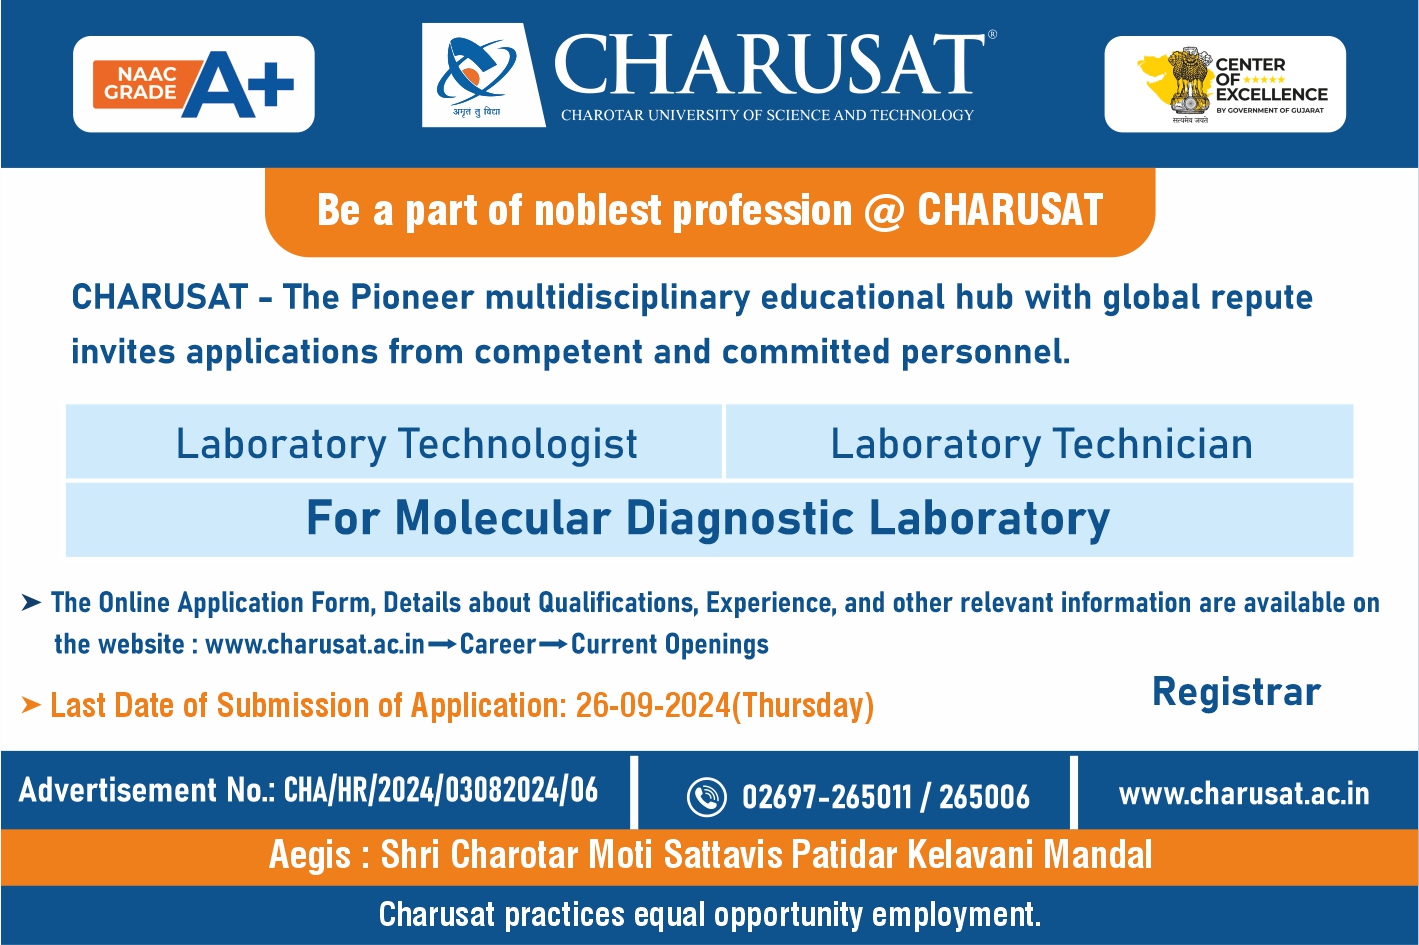 NAAC
GRADE
A+
अमृतं तु विद्या
CHARUSAT®
CHAROTAR UNIVERSITY OF SCIENCE AND TECHNOLOGY
सत्यमेव जयते
CENTER
OF
EXCELLENCE
BY GOVERNMENT OF GUJARAT
Be a part of noblest profession @ CHARUSAT
CHARUSAT - The Pioneer multidisciplinary educational hub with global repute
invites applications from competent and committed personnel.
Laboratory Technologist
Laboratory Technician
For Molecular Diagnostic Laboratory
➤ The Online Application Form, Details about Qualifications, Experience, and other relevant information are available on
the website : www.charusat.ac.in→Career→Current Openings
➤ Last Date of Submission of Application: 26-09-2024(Thursday)
Registrar
Advertisement No.: CHA/HR/2024/03082024/06
02697-265011 / 265006
www.charusat.ac.in
Aegis : Shri Charotar Moti Sattavis Patidar Kelavani Mandal
Charusat practices equal opportunity employment.